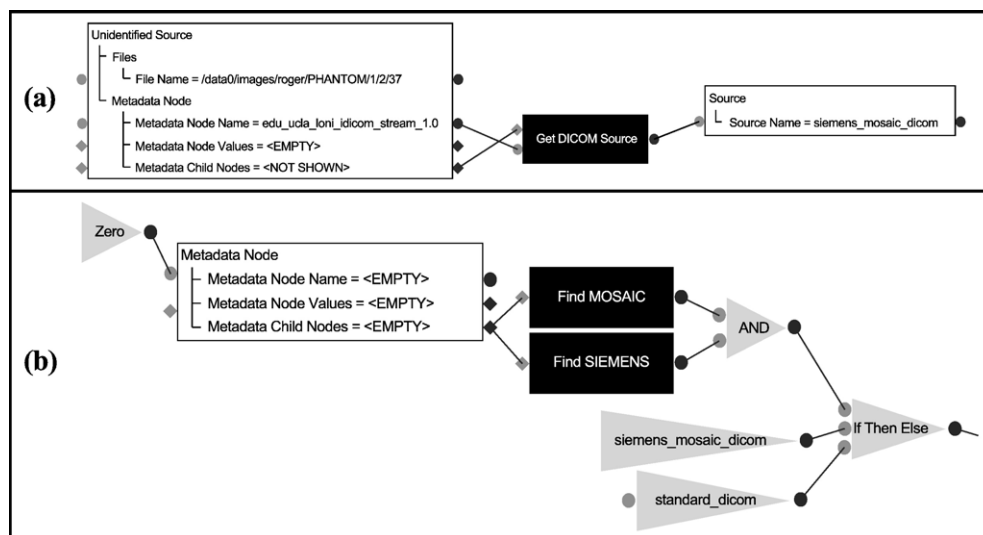 (a)
Unidentified Source
Files
File Name = /data0/images/roger/PHANTOM/1/2/37
Metadata Node
Metadata Node Name = edu_ucla_loni_idicom_stream_1.0
Metadata Node Values = <EMPTY>
Metadata Child Nodes = <NOT SHOWN>
Get DICOM Source
Source
Source Name = siemens_mosaic_dicom
(b)
Zero
Metadata Node
Metadata Node Name = <EMPTY>
Metadata Node Values = <EMPTY>
Metadata Child Nodes = <EMPTY>
Find MOSAIC
Find SIEMENS
AND
siemens_mosaic_dicom
standard_dicom
If Then Else